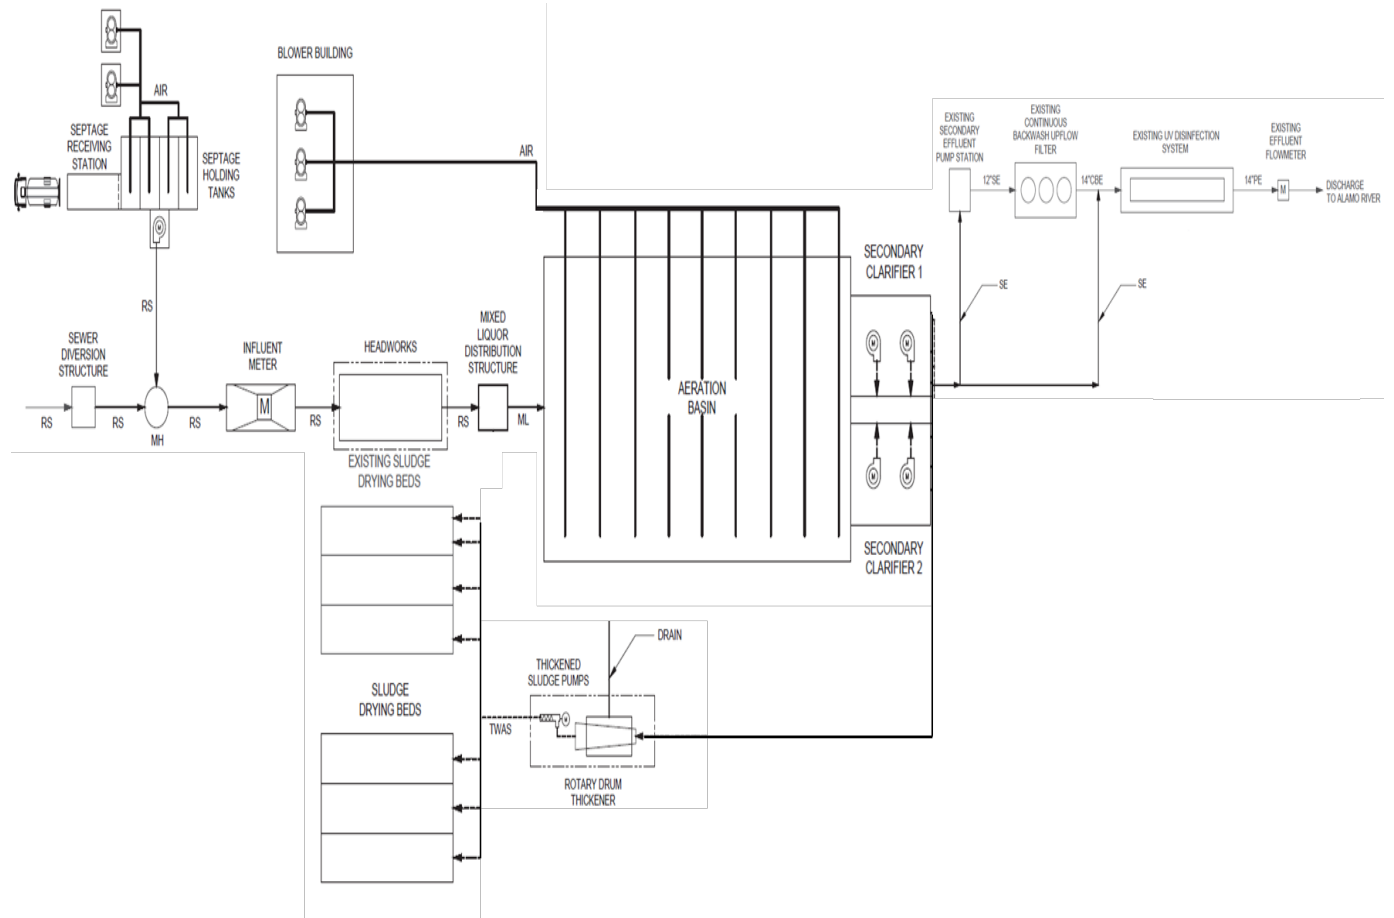 BLOWER BUILDING
AIR
SEPTAGE
RECEIVING
STATION
SEPTAGE
HOLDING
TANKS
M
RS
AIR
EXISTING
SECONDARY
EFFLUENT
PUMP STATION
EXISTING
CONTINUOUS
BACKWASH UPFLOW
FILTER
EXISTING UV DISINFECTION
SYSTEM
EXISTING
EFFLUENT
FLOWMETER
12"SE
14"CBE
14"PE
M
DISCHARGE
TO ALAMO RIVER
SE
SE
SECONDARY
CLARIFIER 1
M
M
M
M
SECONDARY
CLARIFIER 2
SEWER
DIVERSION
STRUCTURE
INFLUENT
METER
HEADWORKS
MIXED
LIQUOR
DISTRIBUTION
STRUCTURE
AERATION
BASIN
RS
RS
MH
RS
M
RS
RS
ML
EXISTING SLUDGE
DRYING BEDS
SLUDGE
DRYING BEDS
DRAIN
THICKENED
SLUDGE PUMPS
M
TWAS
ROTARY DRUM
THICKENER